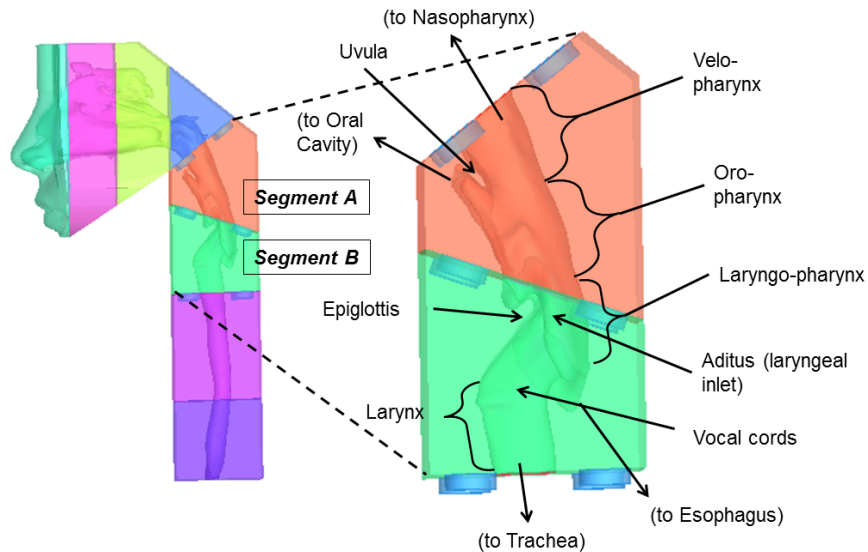 (to Nasopharynx)
Uvula
Velo-
pharynx
(to Oral
Cavity)
Oro-
pharynx
Segment A
Segment B
Laryngo-pharynx
Epiglottis
Aditus (laryngeal
inlet)
Larynx
Vocal cords
(to Esophagus)
(to Trachea)